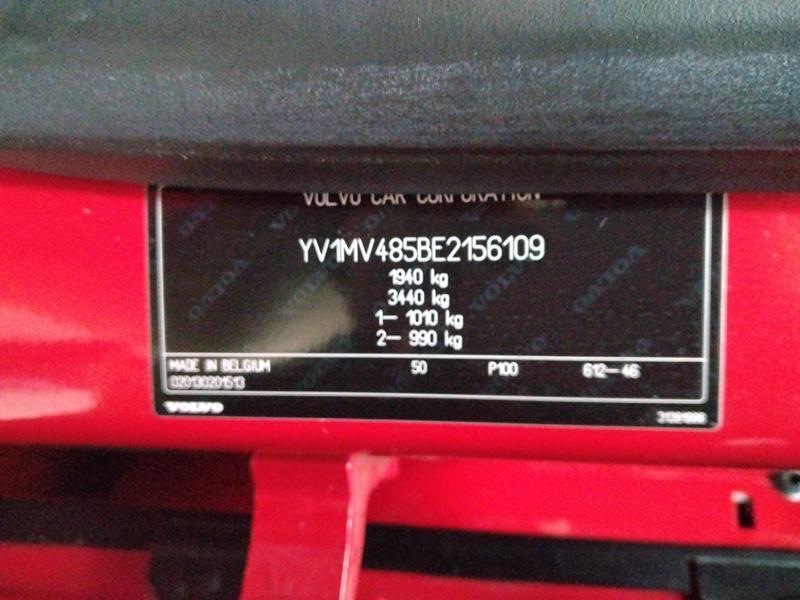 VOLVO CAR CORPORATION
YV1MV485BE2156109
1940 kg
3440 kg
1– 1010 kg
2– 990 kg
MADE IN BELGIUM 50 P100 612–46
020130201513
VOLVO